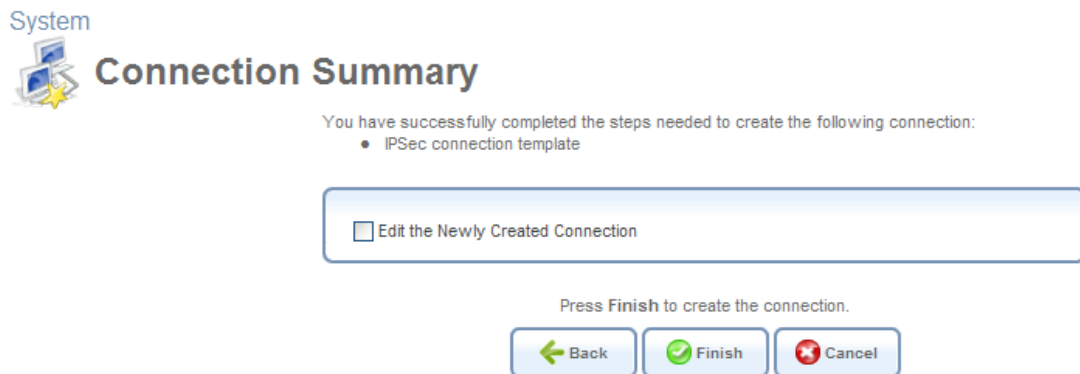 System
Connection Summary
You have successfully completed the steps needed to create the following connection:
● IPSec connection template
Edit the Newly Created Connection
Press Finish to create the connection.
Back Finish Cancel